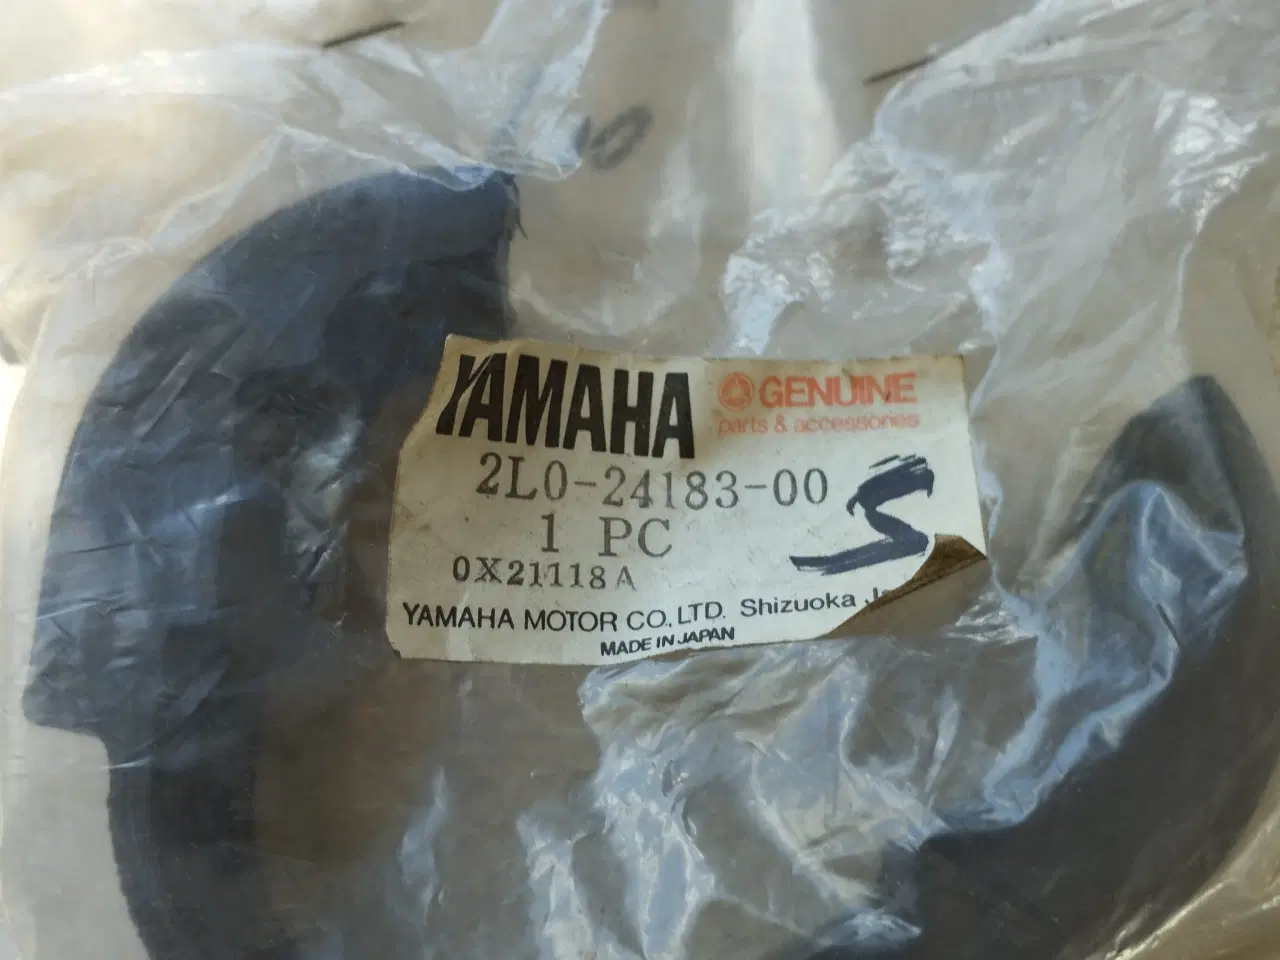 YAMAHA GENUINE
parts & accessories
2L0-24183-00
1 PC
S
0X21118A
YAMAHA MOTOR CO., LTD. Shizuoka
MADE IN JAPAN